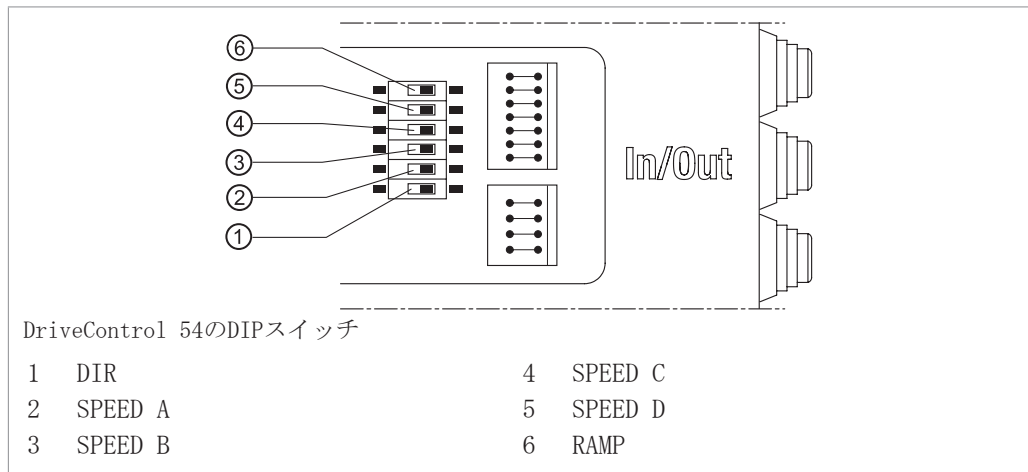 6
5
4
3
2
1
In/Out
DriveControl 54のDIPスイッチ
1 DIR
2 SPEED A
3 SPEED B
4 SPEED C
5 SPEED D
6 RAMP